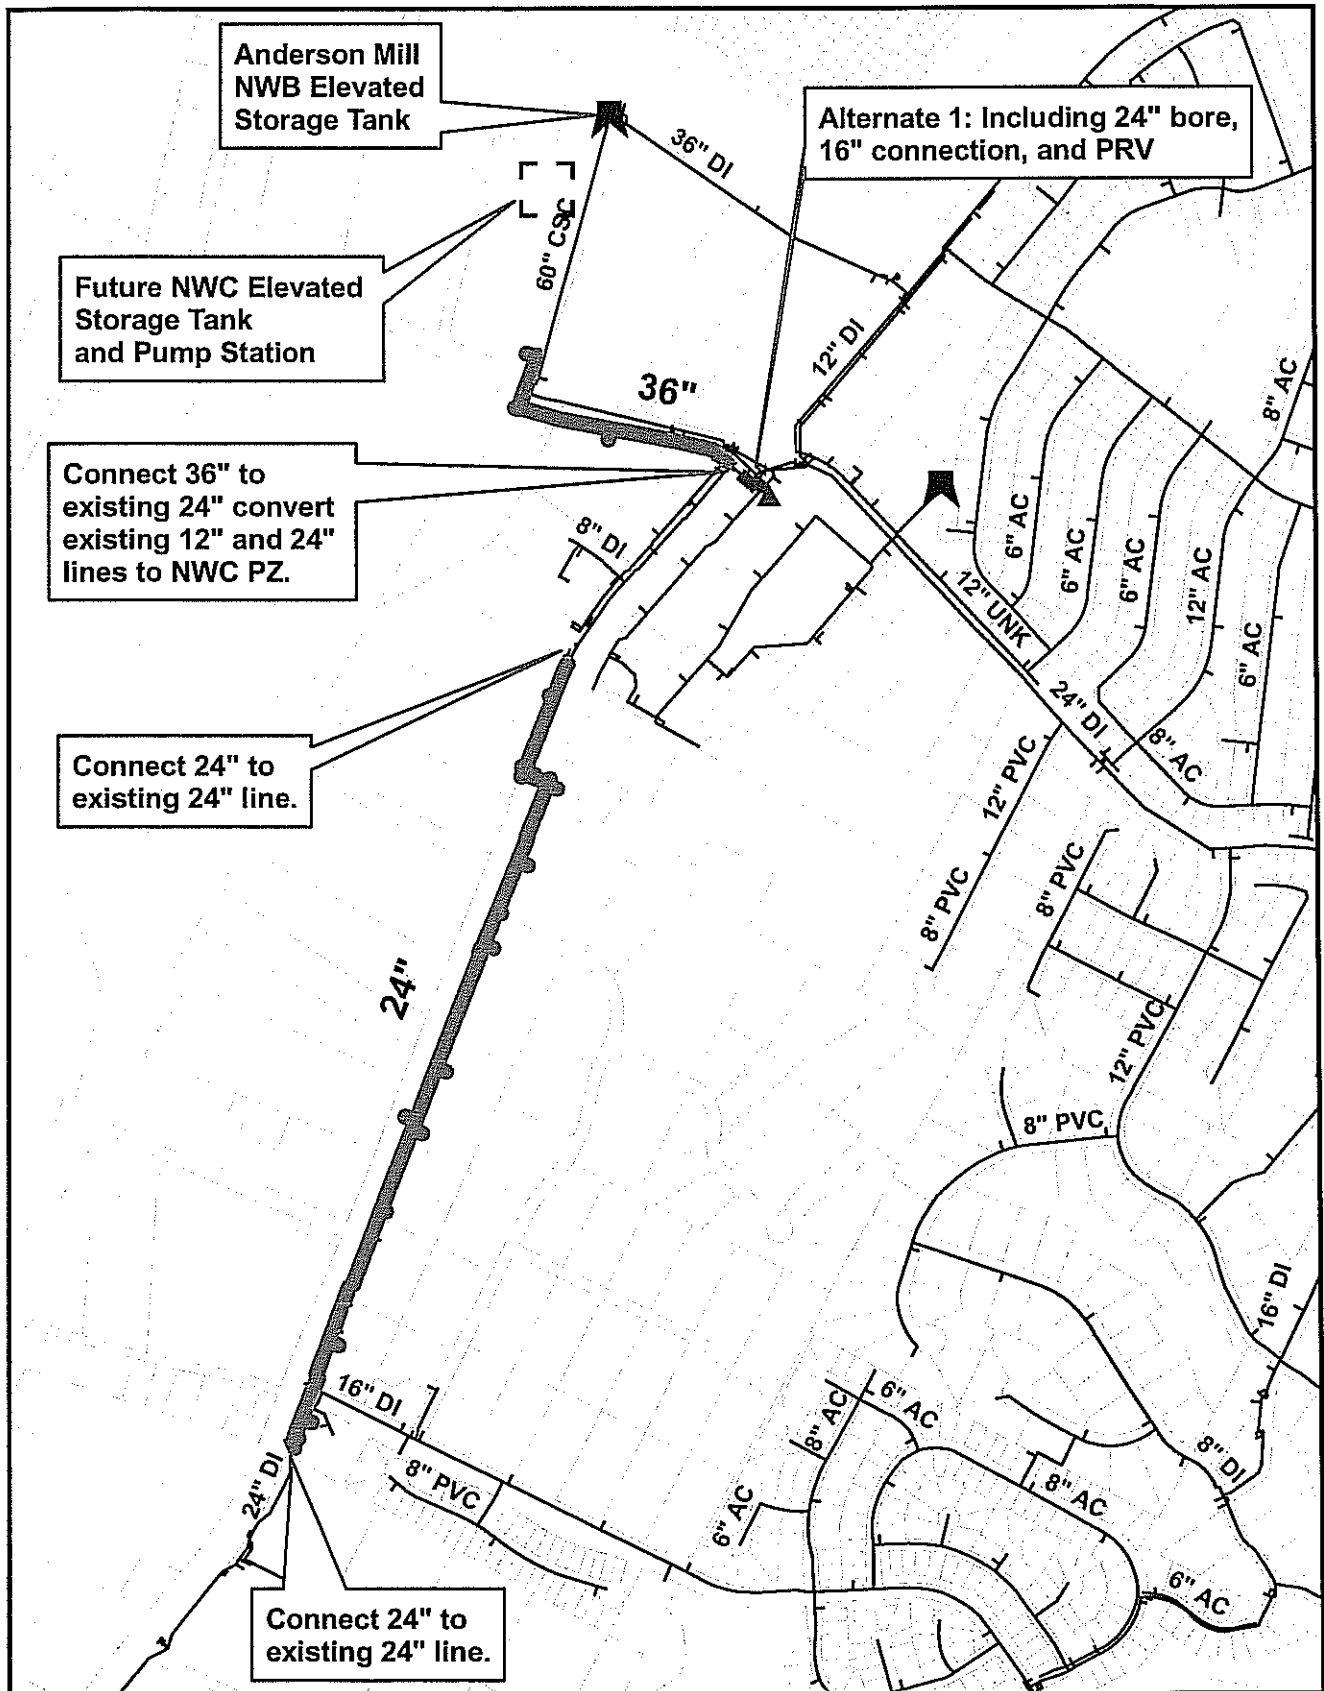 Anderson Mill
NWB Elevated
Storage Tank
Alternate 1: Including 24" bore,
16" connection, and PRV
36" DI
60" CSC
Future NWC Elevated
Storage Tank
and Pump Station
12" DI
36"
8" AC
Connect 36" to
existing 24" convert
existing 12" and 24"
lines to NWC PZ.
8" DI
6" AC
6" AC
6" AC
12" AC
6" AC
12" UNK
24" DI
8" AC
Connect 24" to
existing 24" line.
12" PVC
8" PVC
8" PVC
24"
12" PVC
8" PVC
16" DI
16" DI
8" AC
6" AC
8" DI
24" DI
8" PVC
8" AC
6" AC
6" AC
Connect 24" to
existing 24" line.